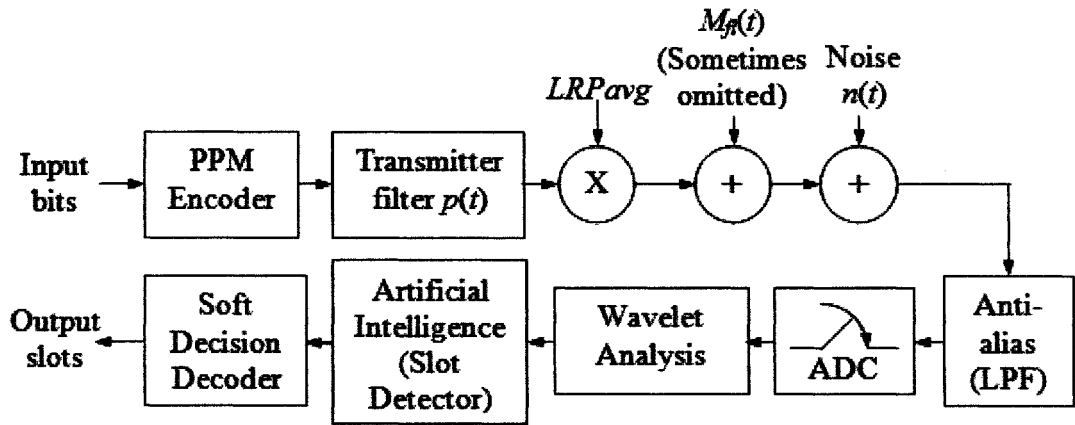 Input
bits
PPM
Encoder
Transmitter
filter p(t)
LRPavg
X
M_fl(t)
(Sometimes
omitted)
+
Noise
n(t)
+
Anti-
alias
(LPF)
ADC
Wavelet
Analysis
Artificial
Intelligence
(Slot
Detector)
Soft
Decision
Decoder
Output
slots